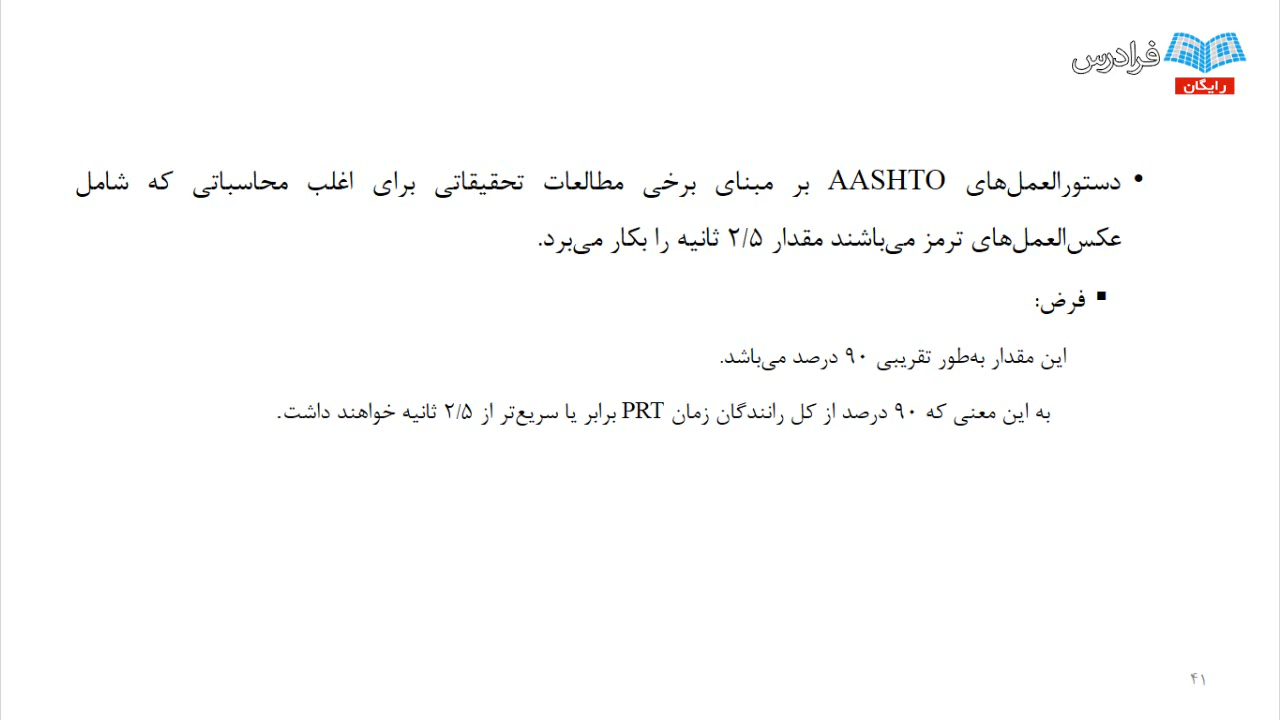 فرادرس
رایگان
• دستورالعمل‌های AASHTO بر مبنای برخی مطالعات تحقیقاتی برای اغلب محاسباتی که شامل
عکس‌العمل‌های ترمز می‌باشند مقدار ۲/۵ ثانیه را بکار می‌برد.
▪ فرض:
این مقدار به‌طور تقریبی ۹۰ درصد می‌باشد.
به این معنی که ۹۰ درصد از کل رانندگان زمان PRT برابر یا سریع‌تر از ۲/۵ ثانیه خواهند داشت.
۴۱